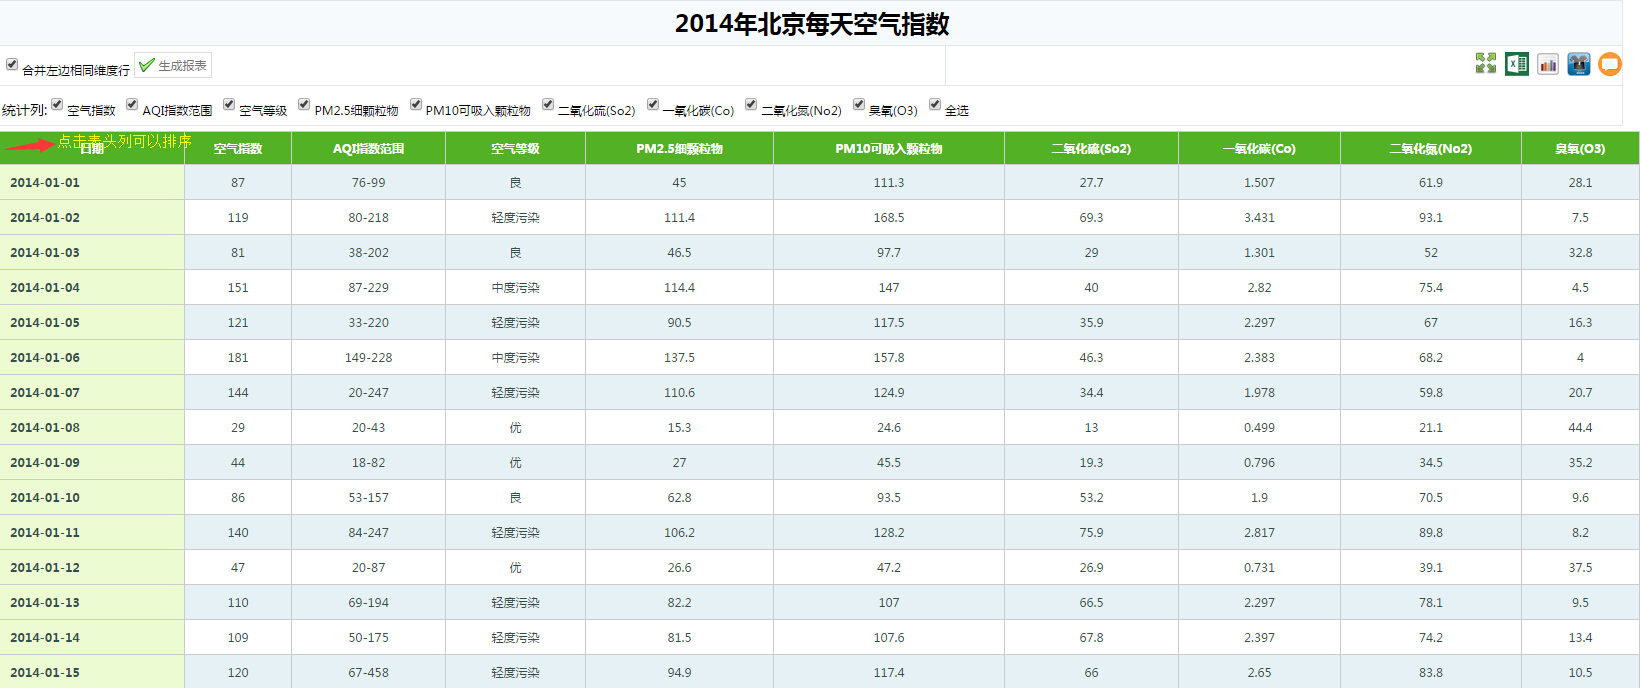 2014年北京每天空气指数
合并左边相同维度行 生成报表
统计列: 空气指数 AQI指数范围 空气等级 PM2.5细颗粒物 PM10可吸入颗粒物 二氧化硫(So2) 一氧化碳(Co) 二氧化氮(No2) 臭氧(O3) 全选
点击表头列可以排序
日期 空气指数 AQI指数范围 空气等级 PM2.5细颗粒物 PM10可吸入颗粒物 二氧化硫(So2) 一氧化碳(Co) 二氧化氮(No2) 臭氧(O3)
2014-01-01 87 76-99 良 45 111.3 27.7 1.507 61.9 28.1
2014-01-02 119 80-218 轻度污染 111.4 168.5 69.3 3.431 93.1 7.5
2014-01-03 81 38-202 良 46.5 97.7 29 1.301 52 32.8
2014-01-04 151 87-229 中度污染 114.4 147 40 2.82 75.4 4.5
2014-01-05 121 33-220 轻度污染 90.5 117.5 35.9 2.297 67 16.3
2014-01-06 181 149-228 中度污染 137.5 157.8 46.3 2.383 68.2 4
2014-01-07 144 20-247 轻度污染 110.6 124.9 34.4 1.978 59.8 20.7
2014-01-08 29 20-43 优 15.3 24.6 13 0.499 21.1 44.4
2014-01-09 44 18-82 优 27 45.5 19.3 0.796 34.5 35.2
2014-01-10 86 53-157 良 62.8 93.5 53.2 1.9 70.5 9.6
2014-01-11 140 84-247 轻度污染 106.2 128.2 75.9 2.817 89.8 8.2
2014-01-12 47 20-87 优 26.6 47.2 26.9 0.731 39.1 37.5
2014-01-13 110 69-194 轻度污染 82.2 107 66.5 2.297 78.1 9.5
2014-01-14 109 50-175 轻度污染 81.5 107.6 67.8 2.397 74.2 13.4
2014-01-15 120 67-458 轻度污染 94.9 117.4 66 2.65 83.8 10.5